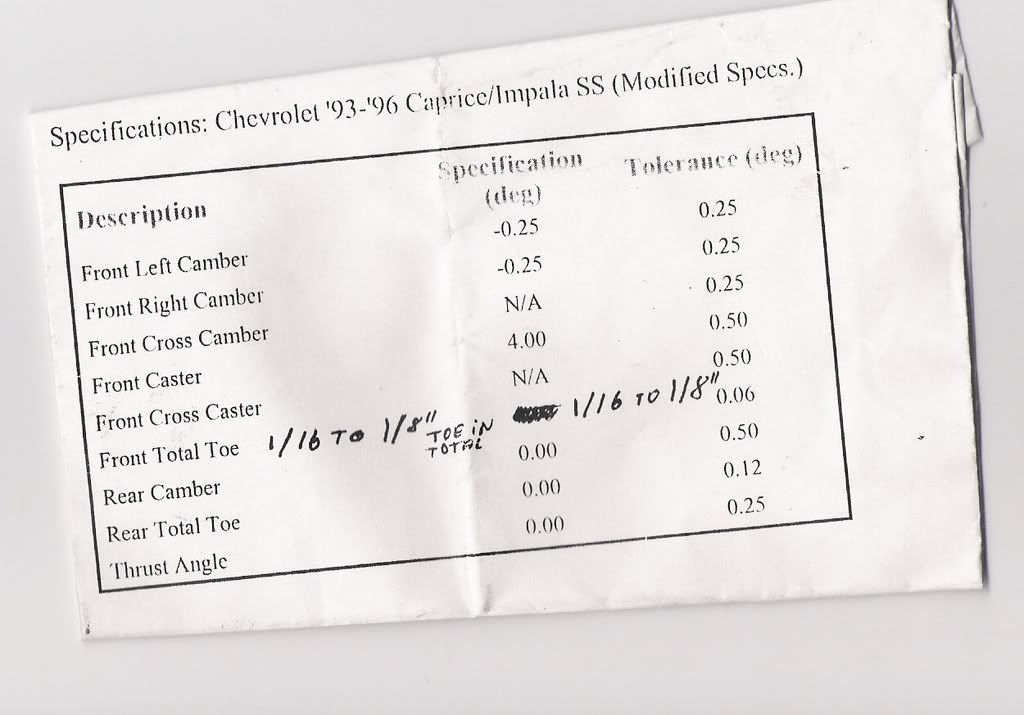 Specifications: Chevrolet '93-'96 Caprice/Impala SS (Modified Specs.)
Description Specification (deg) Tolerance (deg)
Front Left Camber -0.25 0.25
Front Right Camber -0.25 0.25
Front Cross Camber N/A 0.25
Front Caster 4.00 0.50
Front Cross Caster N/A 0.50
Front Total Toe 1/16 TO 1/8" TOE IN TOTAL 1/16 TO 1/8" 0.06
Rear Camber 0.00 0.50
Rear Total Toe 0.00 0.12
Thrust Angle 0.00 0.25